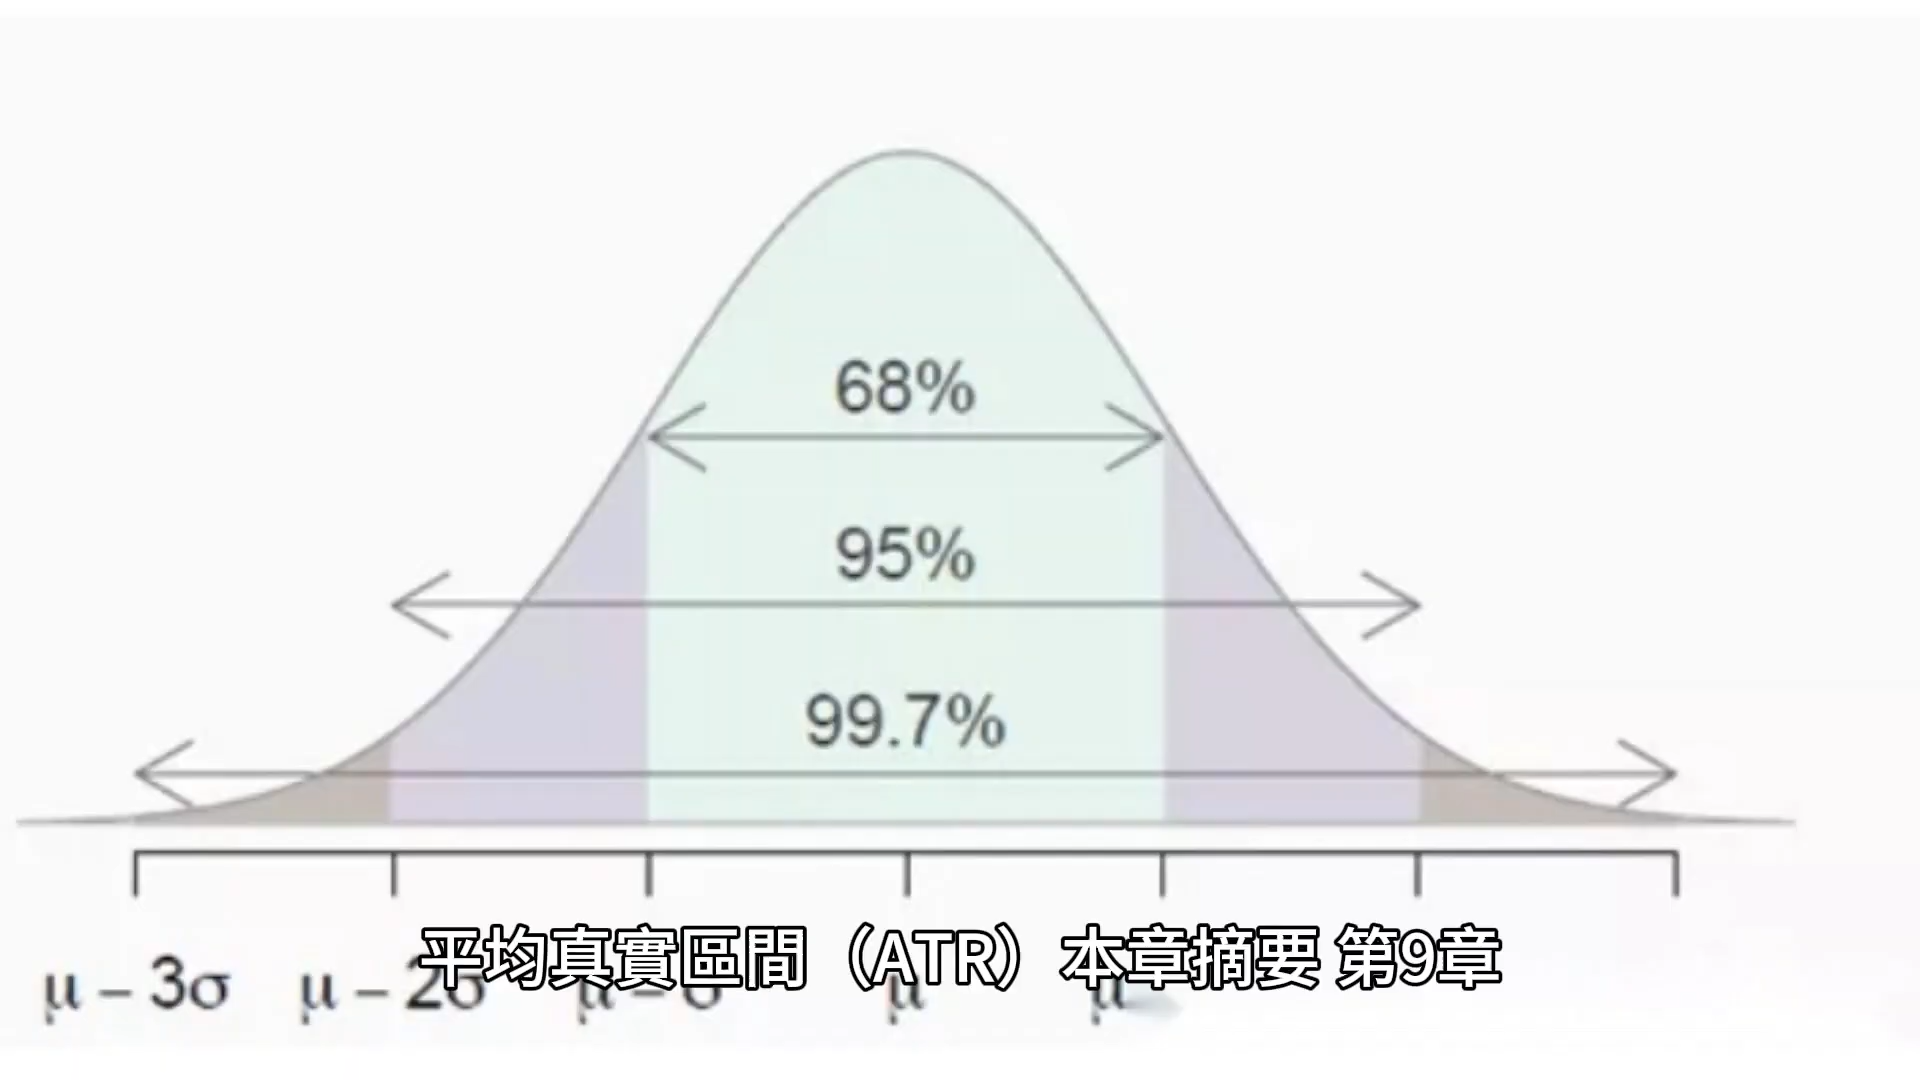 68%
95%
99.7%
平均真實區間（ATR）本章摘要 第9章
μ – 3σ μ – 2σ μ – σ μ μ